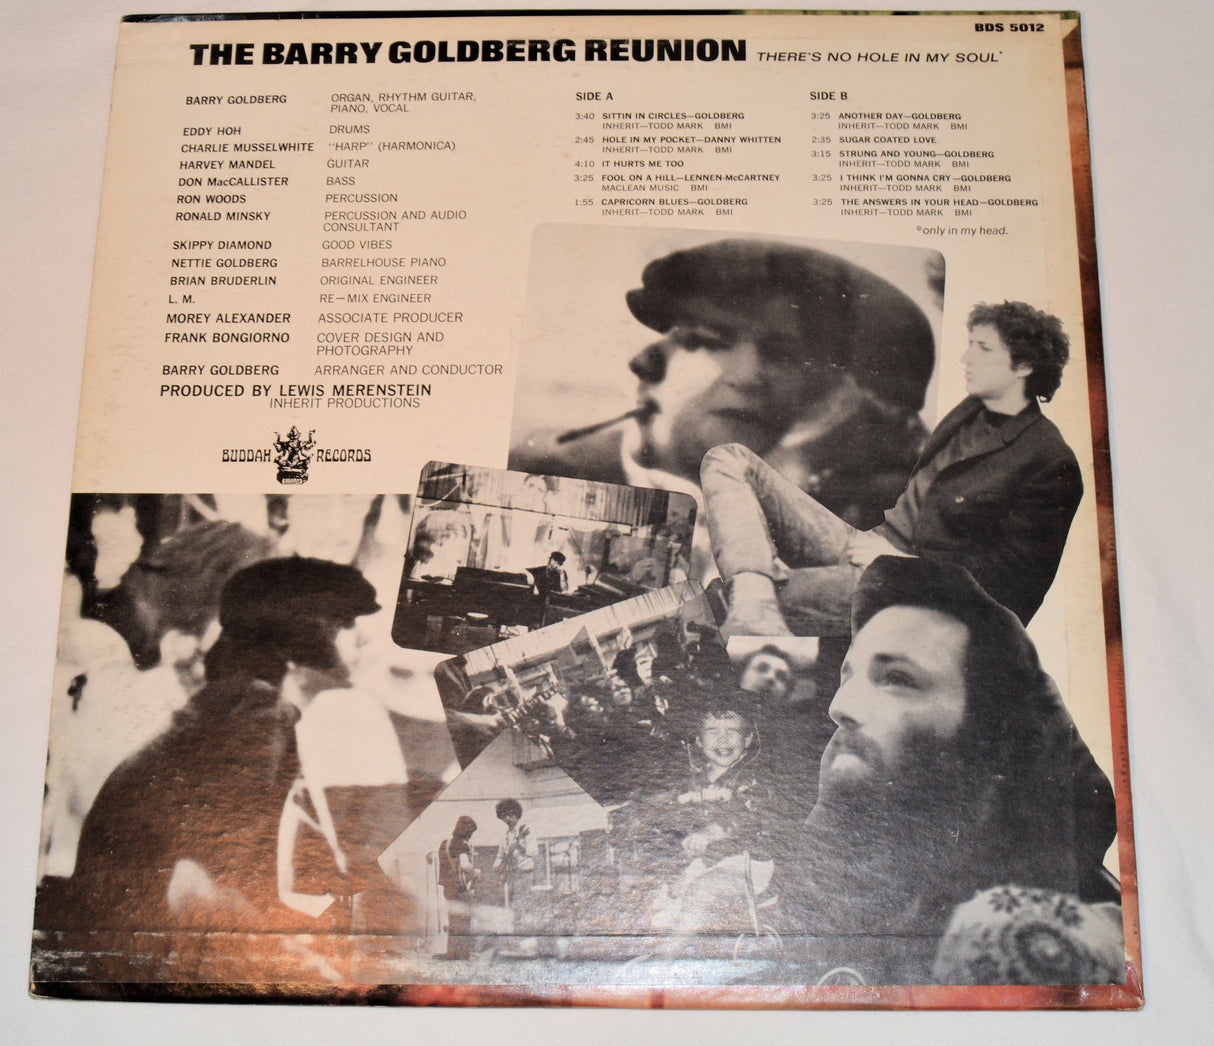 BDS 5012
THE BARRY GOLDBERG REUNION THERE'S NO HOLE IN MY SOUL*
BARRY GOLDBERG ORGAN, RHYTHM GUITAR,
PIANO, VOCAL
EDDY HOH DRUMS
CHARLIE MUSSELWHITE "HARP" (HARMONICA)
HARVEY MANDEL GUITAR
DON MacCALLISTER BASS
RON WOODS PERCUSSION
RONALD MINSKY PERCUSSION AND AUDIO
CONSULTANT
SKIPPY DIAMOND GOOD VIBES
NETTIE GOLDBERG BARRELHOUSE PIANO
BRIAN BRUDERLIN ORIGINAL ENGINEER
L. M. RE-MIX ENGINEER
MOREY ALEXANDER ASSOCIATE PRODUCER
FRANK BONGIORNO COVER DESIGN AND
PHOTOGRAPHY
BARRY GOLDBERG ARRANGER AND CONDUCTOR
PRODUCED BY LEWIS MERENSTEIN
INHERIT PRODUCTIONS
BUDDAH RECORDS
SIDE A
3:40 SITTIN IN CIRCLES—GOLDBERG
INHERIT—TODD MARK BMI
2:45 HOLE IN MY POCKET—DANNY WHITTEN
INHERIT—TODD MARK BMI
4:10 IT HURTS ME TOO
3:25 FOOL ON A HILL—LENNEN-McCARTNEY
MACLEAN MUSIC BMI
1:55 CAPRICORN BLUES—GOLDBERG
INHERIT—TODD MARK BMI
SIDE B
3:25 ANOTHER DAY—GOLDBERG
INHERIT—TODD MARK BMI
2:35 SUGAR COATED LOVE
3:15 STRUNG AND YOUNG—GOLDBERG
INHERIT—TODD MARK BMI
3:25 I THINK I'M GONNA CRY—GOLDBERG
INHERIT—TODD MARK BMI
3:25 THE ANSWERS IN YOUR HEAD—GOLDBERG
INHERIT—TODD MARK BMI
*only in my head.